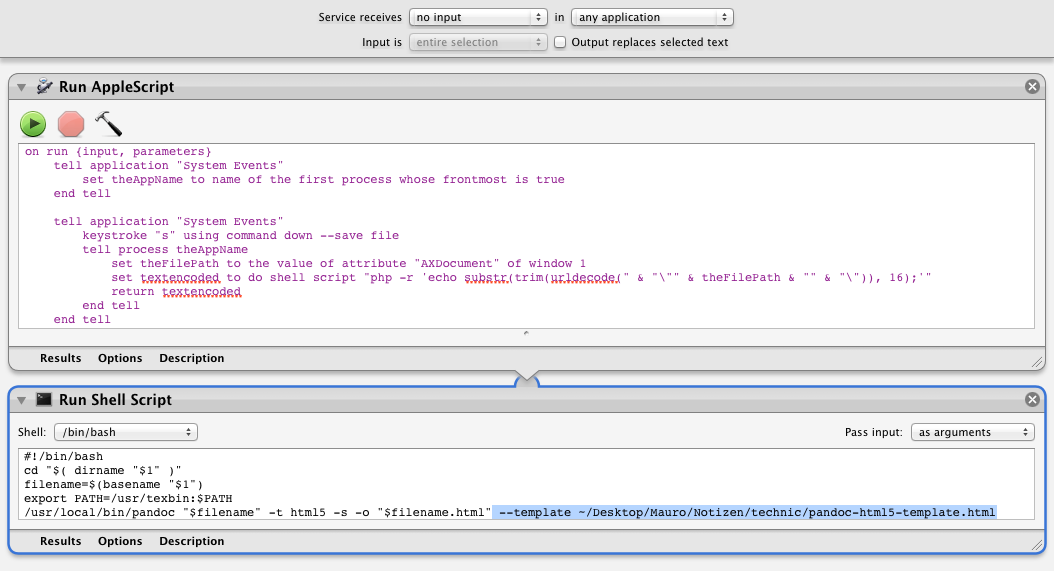 Service receives no input in any application
Input is entire selection Output replaces selected text
Run AppleScript
on run {input, parameters}
tell application "System Events"
set theAppName to name of the first process whose frontmost is true
end tell
tell application "System Events"
keystroke "s" using command down --save file
tell process theAppName
set theFilePath to the value of attribute "AXDocument" of window 1
set textencoded to do shell script "php -r 'echo substr(trim(urldecode(" & "\"" & theFilePath & "" & "\")), 16);'"
return textencoded
end tell
end tell
Results Options Description
Run Shell Script
Shell: /bin/bash Pass input: as arguments
#!/bin/bash
cd "$( dirname "$1" )"
filename=$(basename "$1")
export PATH=/usr/texbin:$PATH
/usr/local/bin/pandoc "$filename" -t html5 -s -o "$filename.html" --template ~/Desktop/Mauro/Notizen/technic/pandoc-html5-template.html
Results Options Description